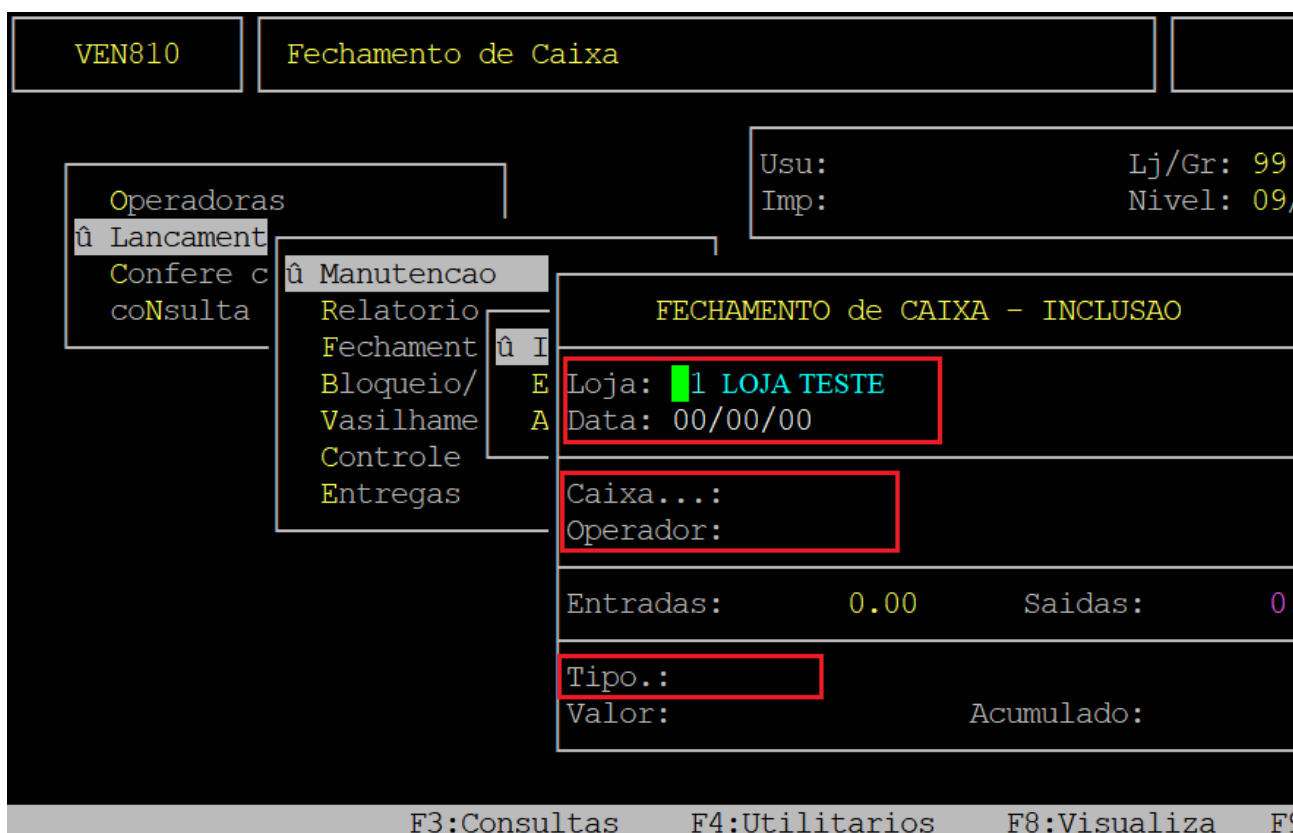 VEN810 Fechamento de Caixa
Usu: Lj/Gr: 99
Operadoras Imp: Nivel: 09/
û Lancament
Confere c û Manutencao
coNsulta Relatorio FECHAMENTO de CAIXA - INCLUSAO
Fechament û I
Bloqueio/ E Loja: 1 LOJA TESTE
Vasilhame A Data: 00/00/00
Controle
Entregas Caixa...:
Operador:
Entradas: 0.00 Saidas: 0
Tipo.:
Valor: Acumulado:
F3:Consultas F4:Utilitarios F8:Visualiza F9